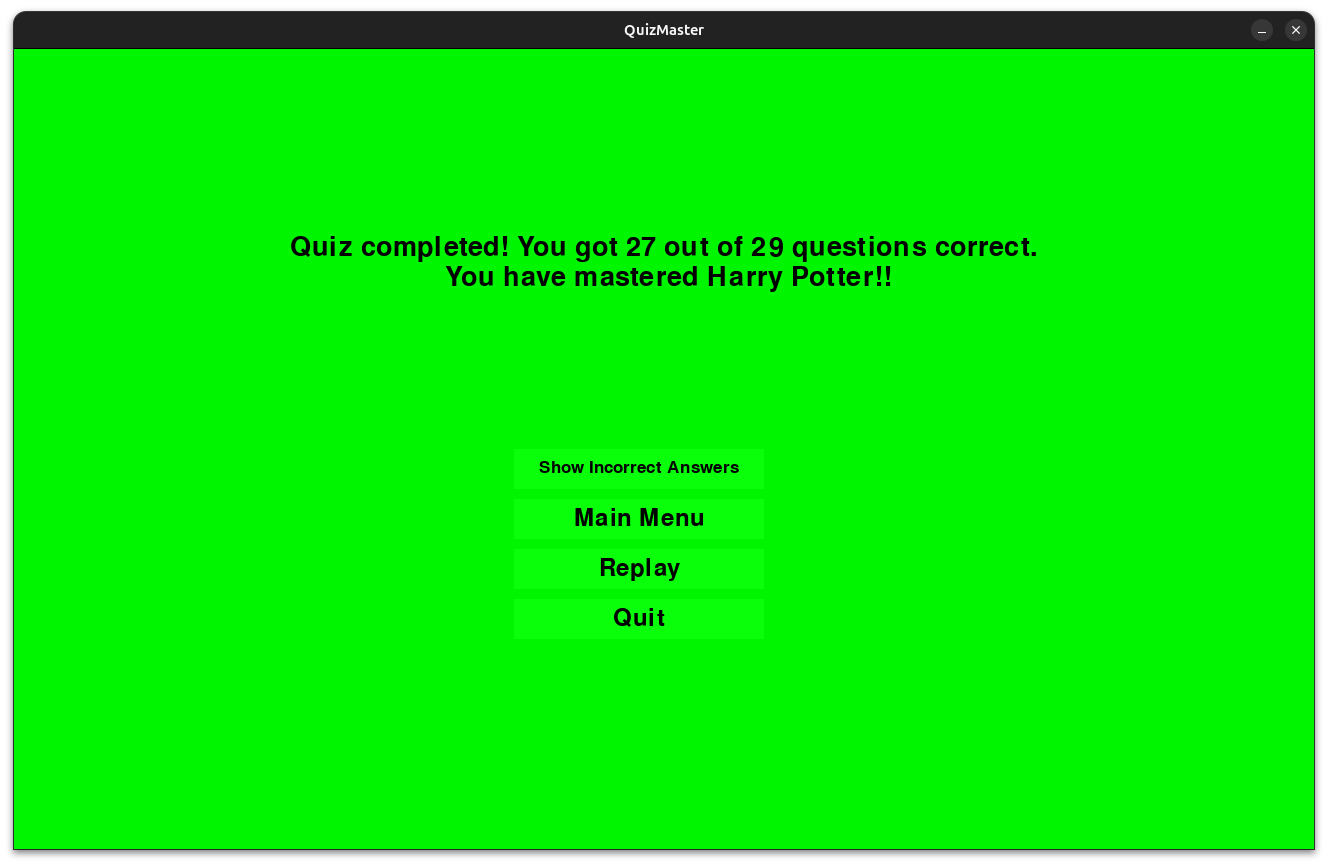 QuizMaster
Quiz completed! You got 27 out of 29 questions correct.
You have mastered Harry Potter!!
Show Incorrect Answers
Main Menu
Replay
Quit